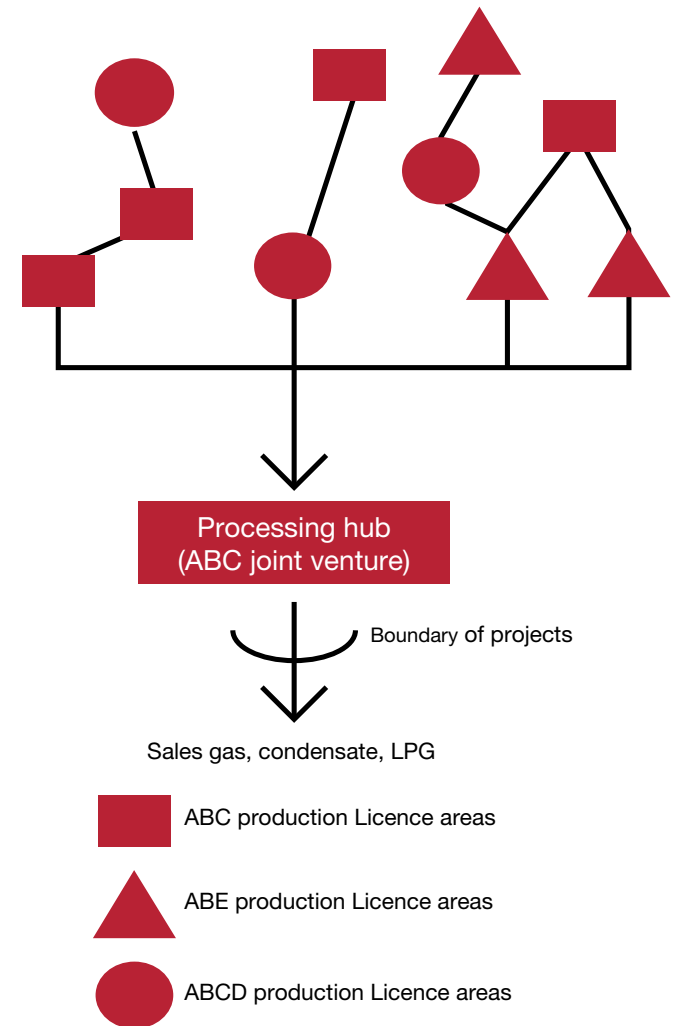 Processing hub
(ABC joint venture)
Boundary of projects
Sales gas, condensate, LPG
ABC production Licence areas
ABE production Licence areas
ABCD production Licence areas